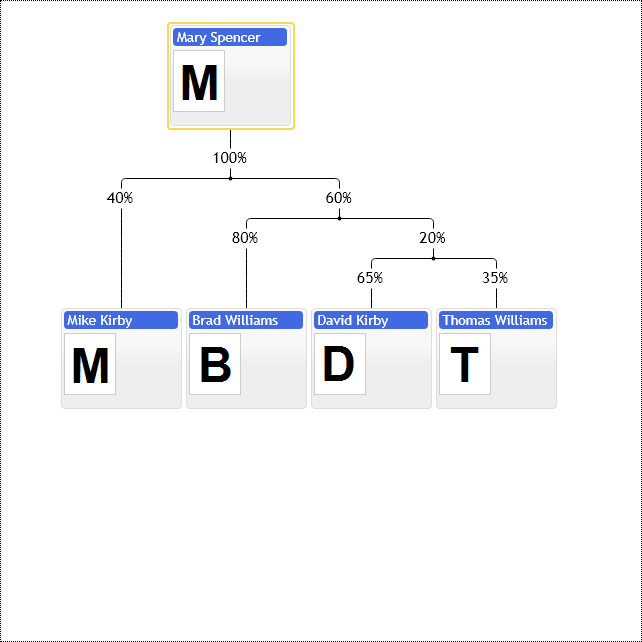 Mary Spencer
M
100%
40%
60%
80%
20%
65%
35%
Mike Kirby
M
Brad Williams
B
David Kirby
D
Thomas Williams
T